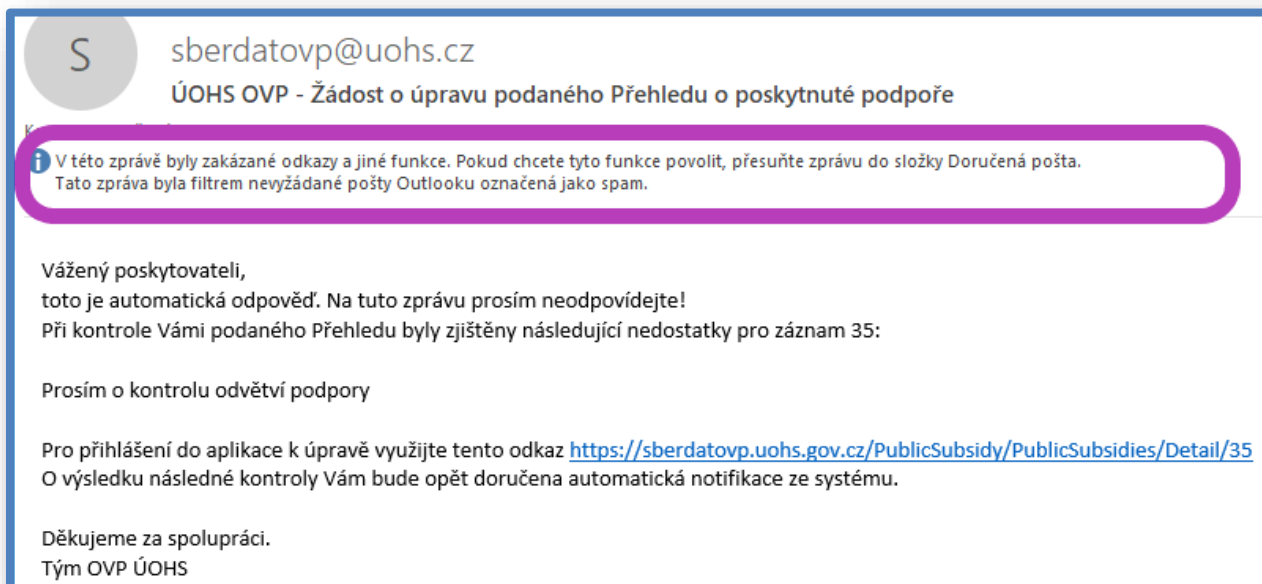 S
sberdatovp@uohs.cz
ÚOHS OVP - Žádost o úpravu podaného Přehledu o poskytnuté podpoře
V této zprávě byly zakázané odkazy a jiné funkce. Pokud chcete tyto funkce povolit, přesuňte zprávu do složky Doručená pošta.
Tato zpráva byla filtrem nevyžádané pošty Outlooku označená jako spam.
Vážený poskytovateli,
toto je automatická odpověď. Na tuto zprávu prosím neodpovídejte!
Při kontrole Vámi podaného Přehledu byly zjištěny následující nedostatky pro záznam 35:
Prosím o kontrolu odvětví podpory
Pro přihlášení do aplikace k úpravě využijte tento odkaz https://sberdatovp.uohs.gov.cz/PublicSubsidy/PublicSubsidies/Detail/35
O výsledku následné kontroly Vám bude opět doručena automatická notifikace ze systému.
Děkujeme za spolupráci.
Tým OVP ÚOHS